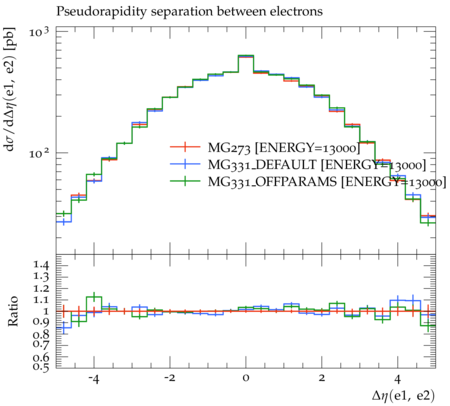 Pseudorapidity separation between electrons
10³
dσ/dΔη(e1, e2) [pb]
MG273 [ENERGY=13000]
MG331_DEFAULT [ENERGY=13000]
MG331_OFFPARAMS [ENERGY=13000]
10²
1.4
1.3
1.2
1.1
1
0.9
0.8
0.7
0.6
0.5
Ratio
-4 -2 0 2 4
Δη(e1, e2)